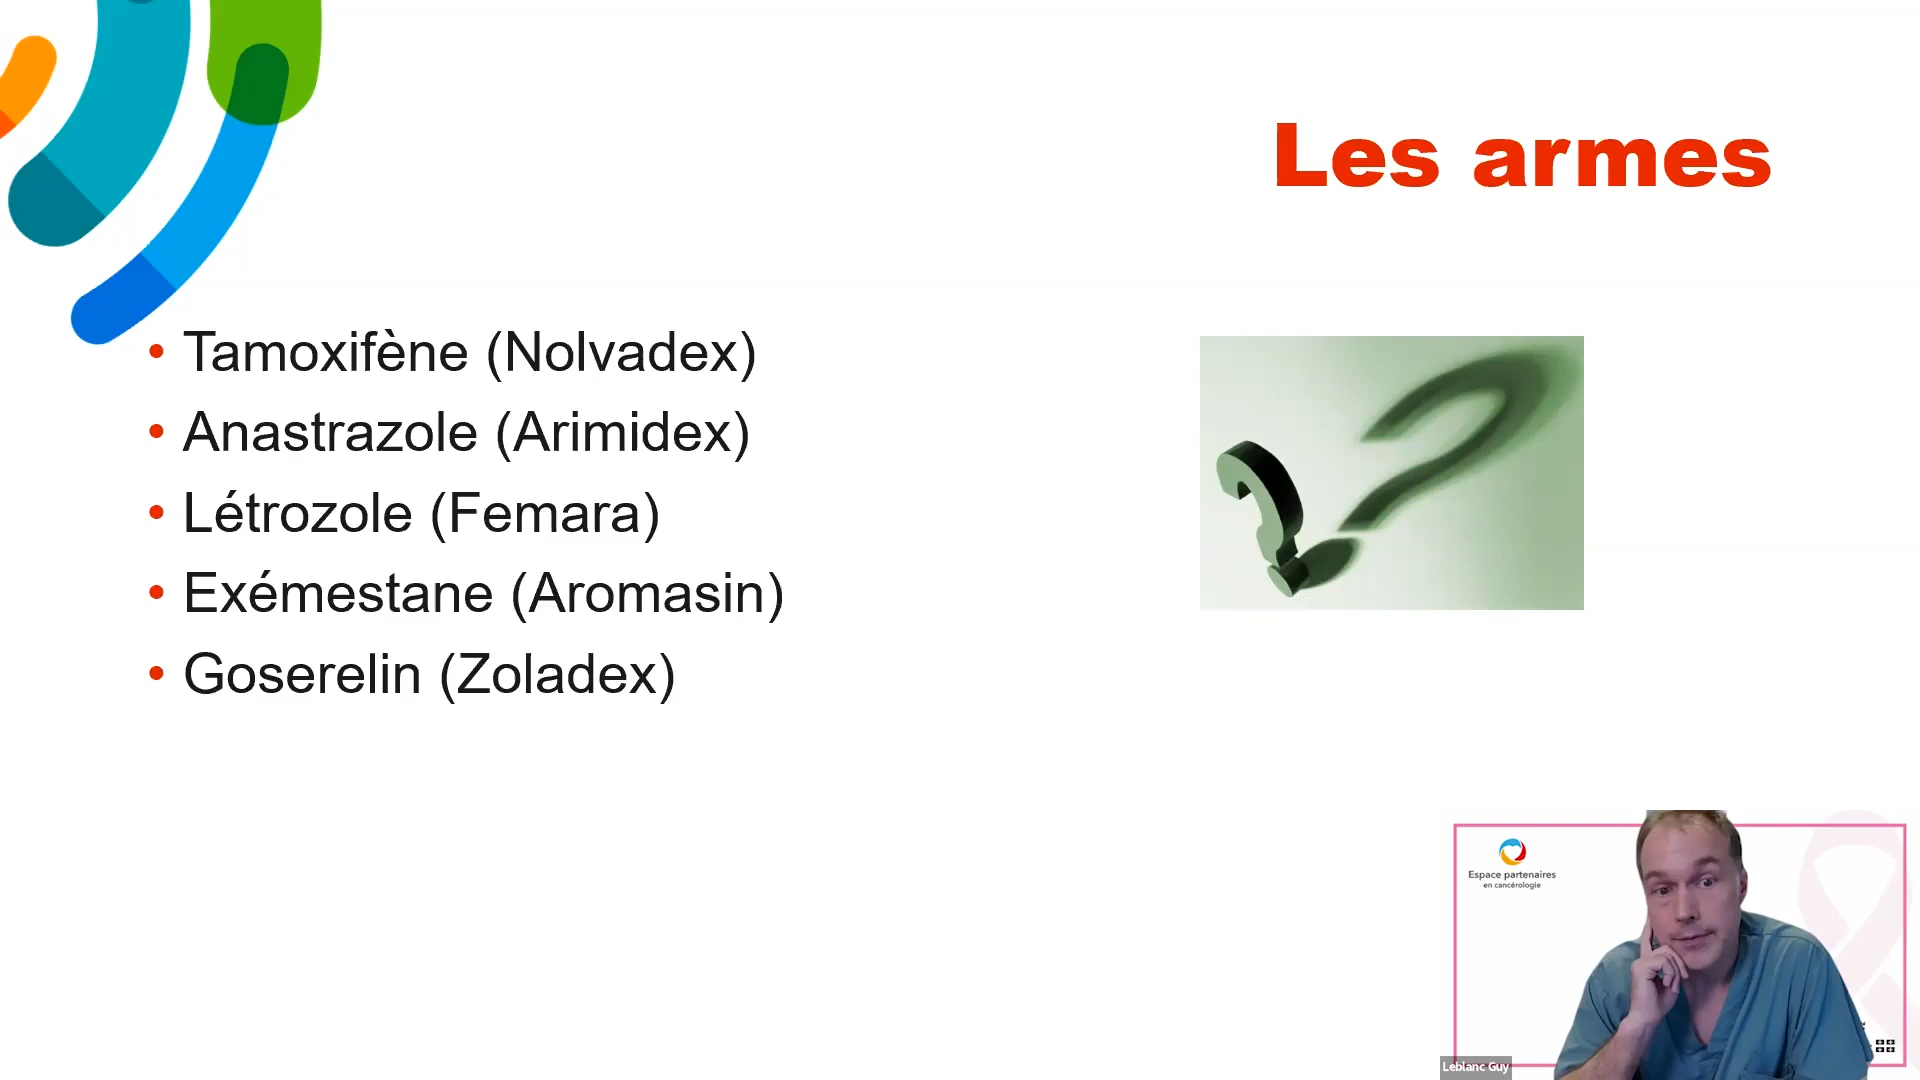 Les armes
• Tamoxifène (Nolvadex)
• Anastrazole (Arimidex)
• Létrozole (Femara)
• Exémestane (Aromasin)
• Goserelin (Zoladex)
Espace partenaires
en cancérologie
Leblanc Guy